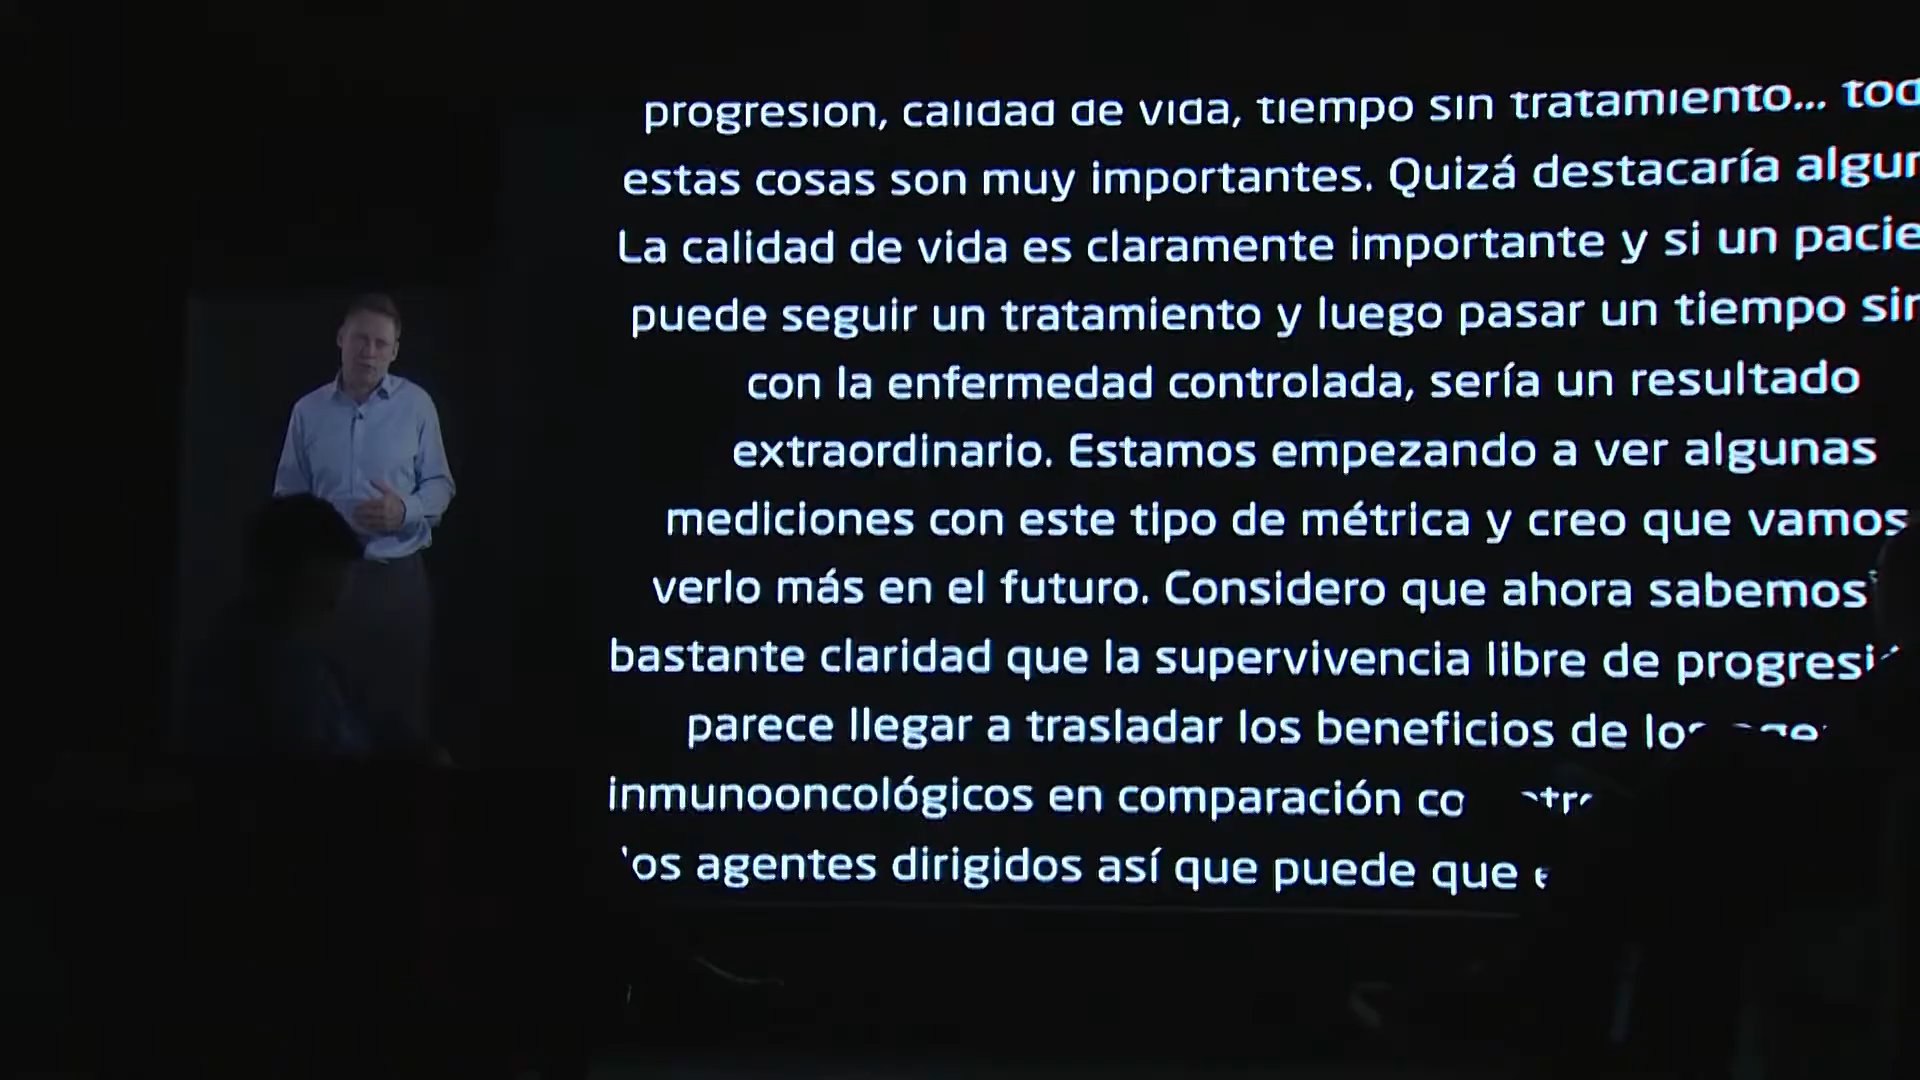 progresión, calidad de vida, tiempo sin tratamiento...
estas cosas son muy importantes. Quizá destacaría
La calidad de vida es claramente importante y si un
puede seguir un tratamiento y luego pasar un tiempo
con la enfermedad controlada, sería un resultado
extraordinario. Estamos empezando a ver algunas
mediciones con este tipo de métrica y creo que vamos
verlo más en el futuro. Considero que ahora sabemos
bastante claridad que la supervivencia libre de
parece llegar a trasladar los beneficios de
inmunooncológicos en comparación
agentes dirigidos así que puede que